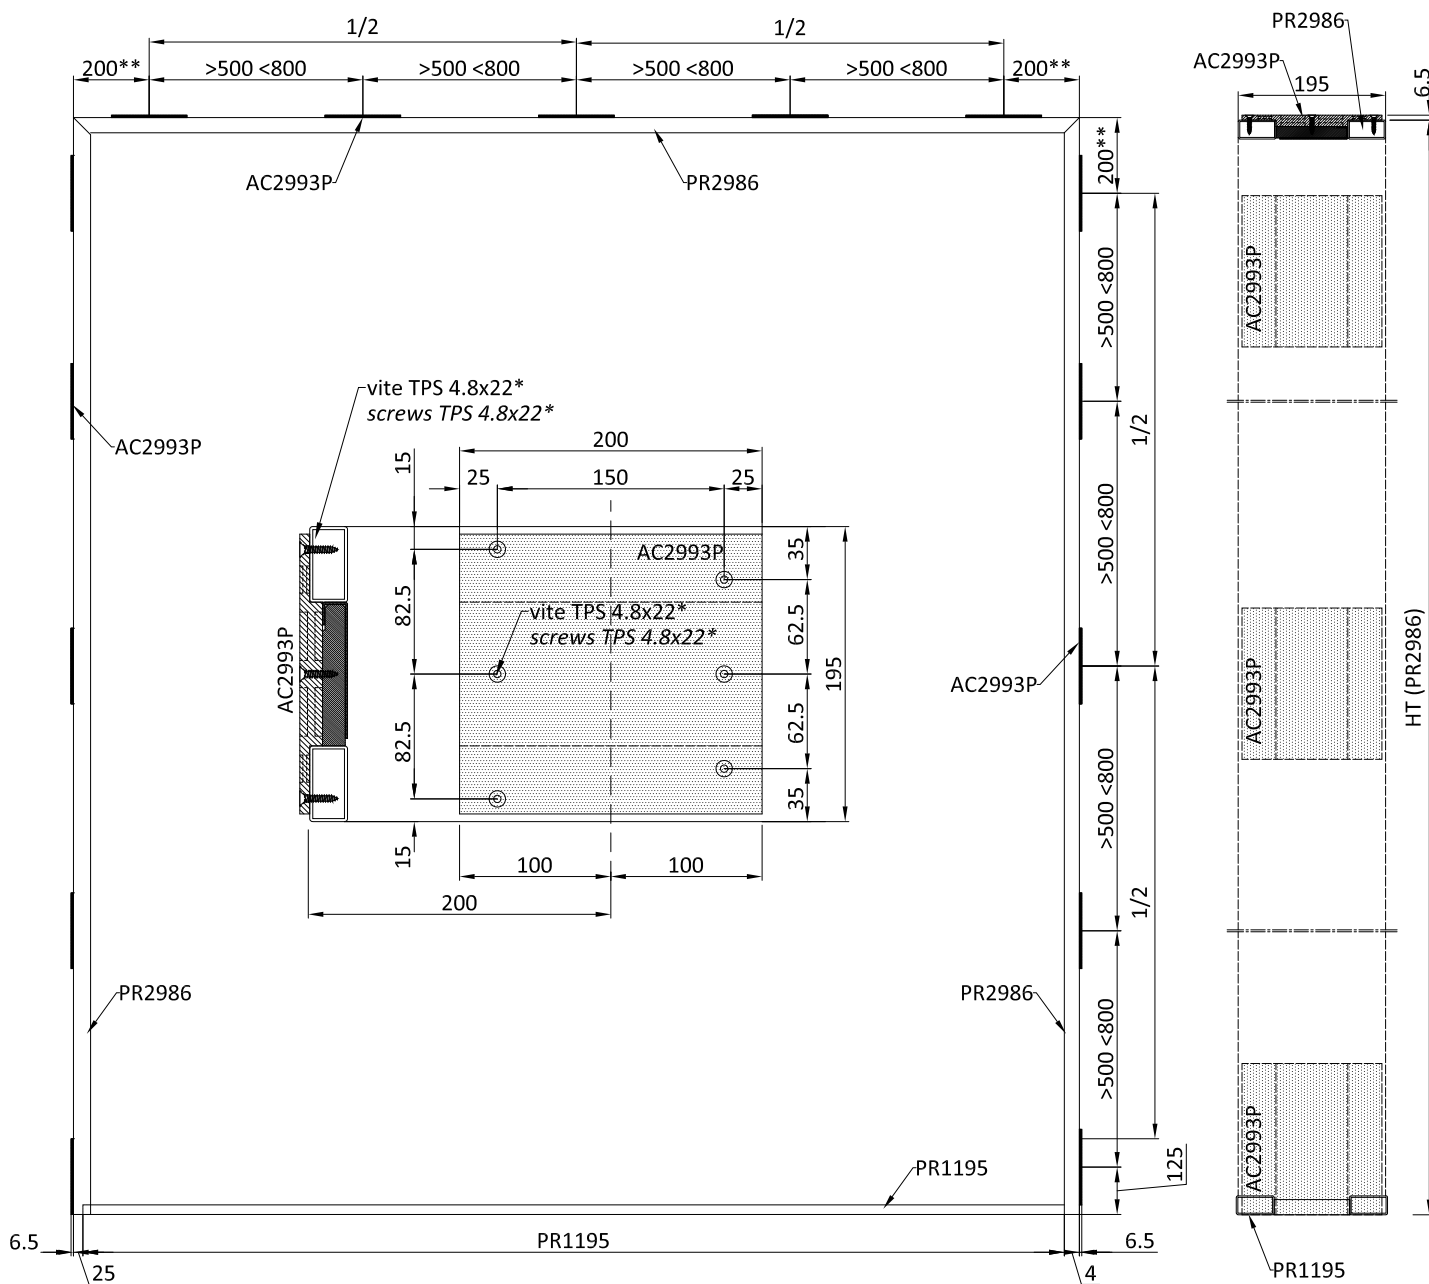 1/2
1/2
200**
>500 <800
>500 <800
>500 <800
>500 <800
200**
AC2993P
PR2986
PR2986
AC2993P
195
6.5
200**
>500 <800
1/2
>500 <800
>500 <800
1/2
>500 <800
125
AC2993P
AC2993P
PR2986
PR2986
PR1195
PR1195
6.5
25
6.5
4
vite TPS 4.8x22*
screws TPS 4.8x22*
15
82.5
82.5
15
AC2993P
200
25
150
25
AC2993P
vite TPS 4.8x22*
screws TPS 4.8x22*
35
62.5
62.5
35
195
100
100
200
AC2993P
AC2993P
AC2993P
HT (PR2986)
PR1195